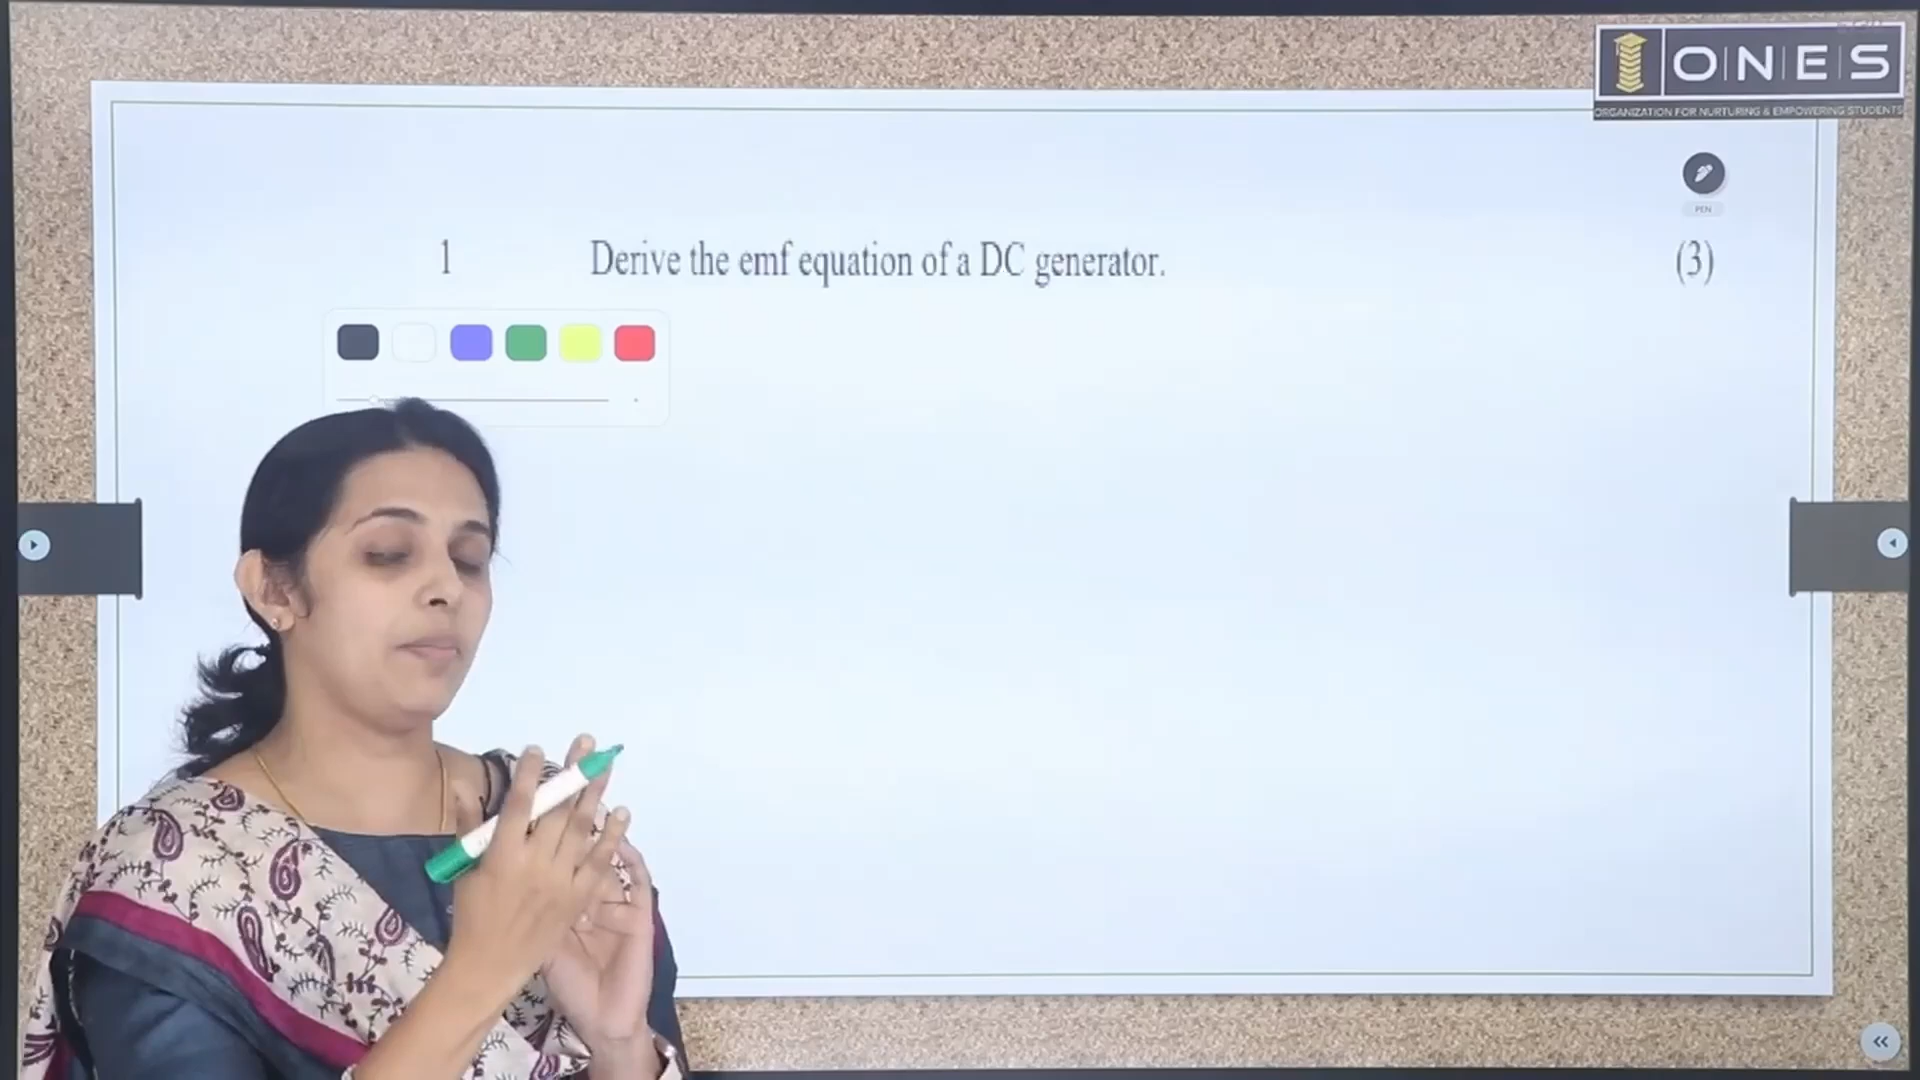 ONES
ORGANIZATION FOR NURTURING & EMPOWERING STUDENTS
PEN
1 Derive the emf equation of a DC generator. (3)